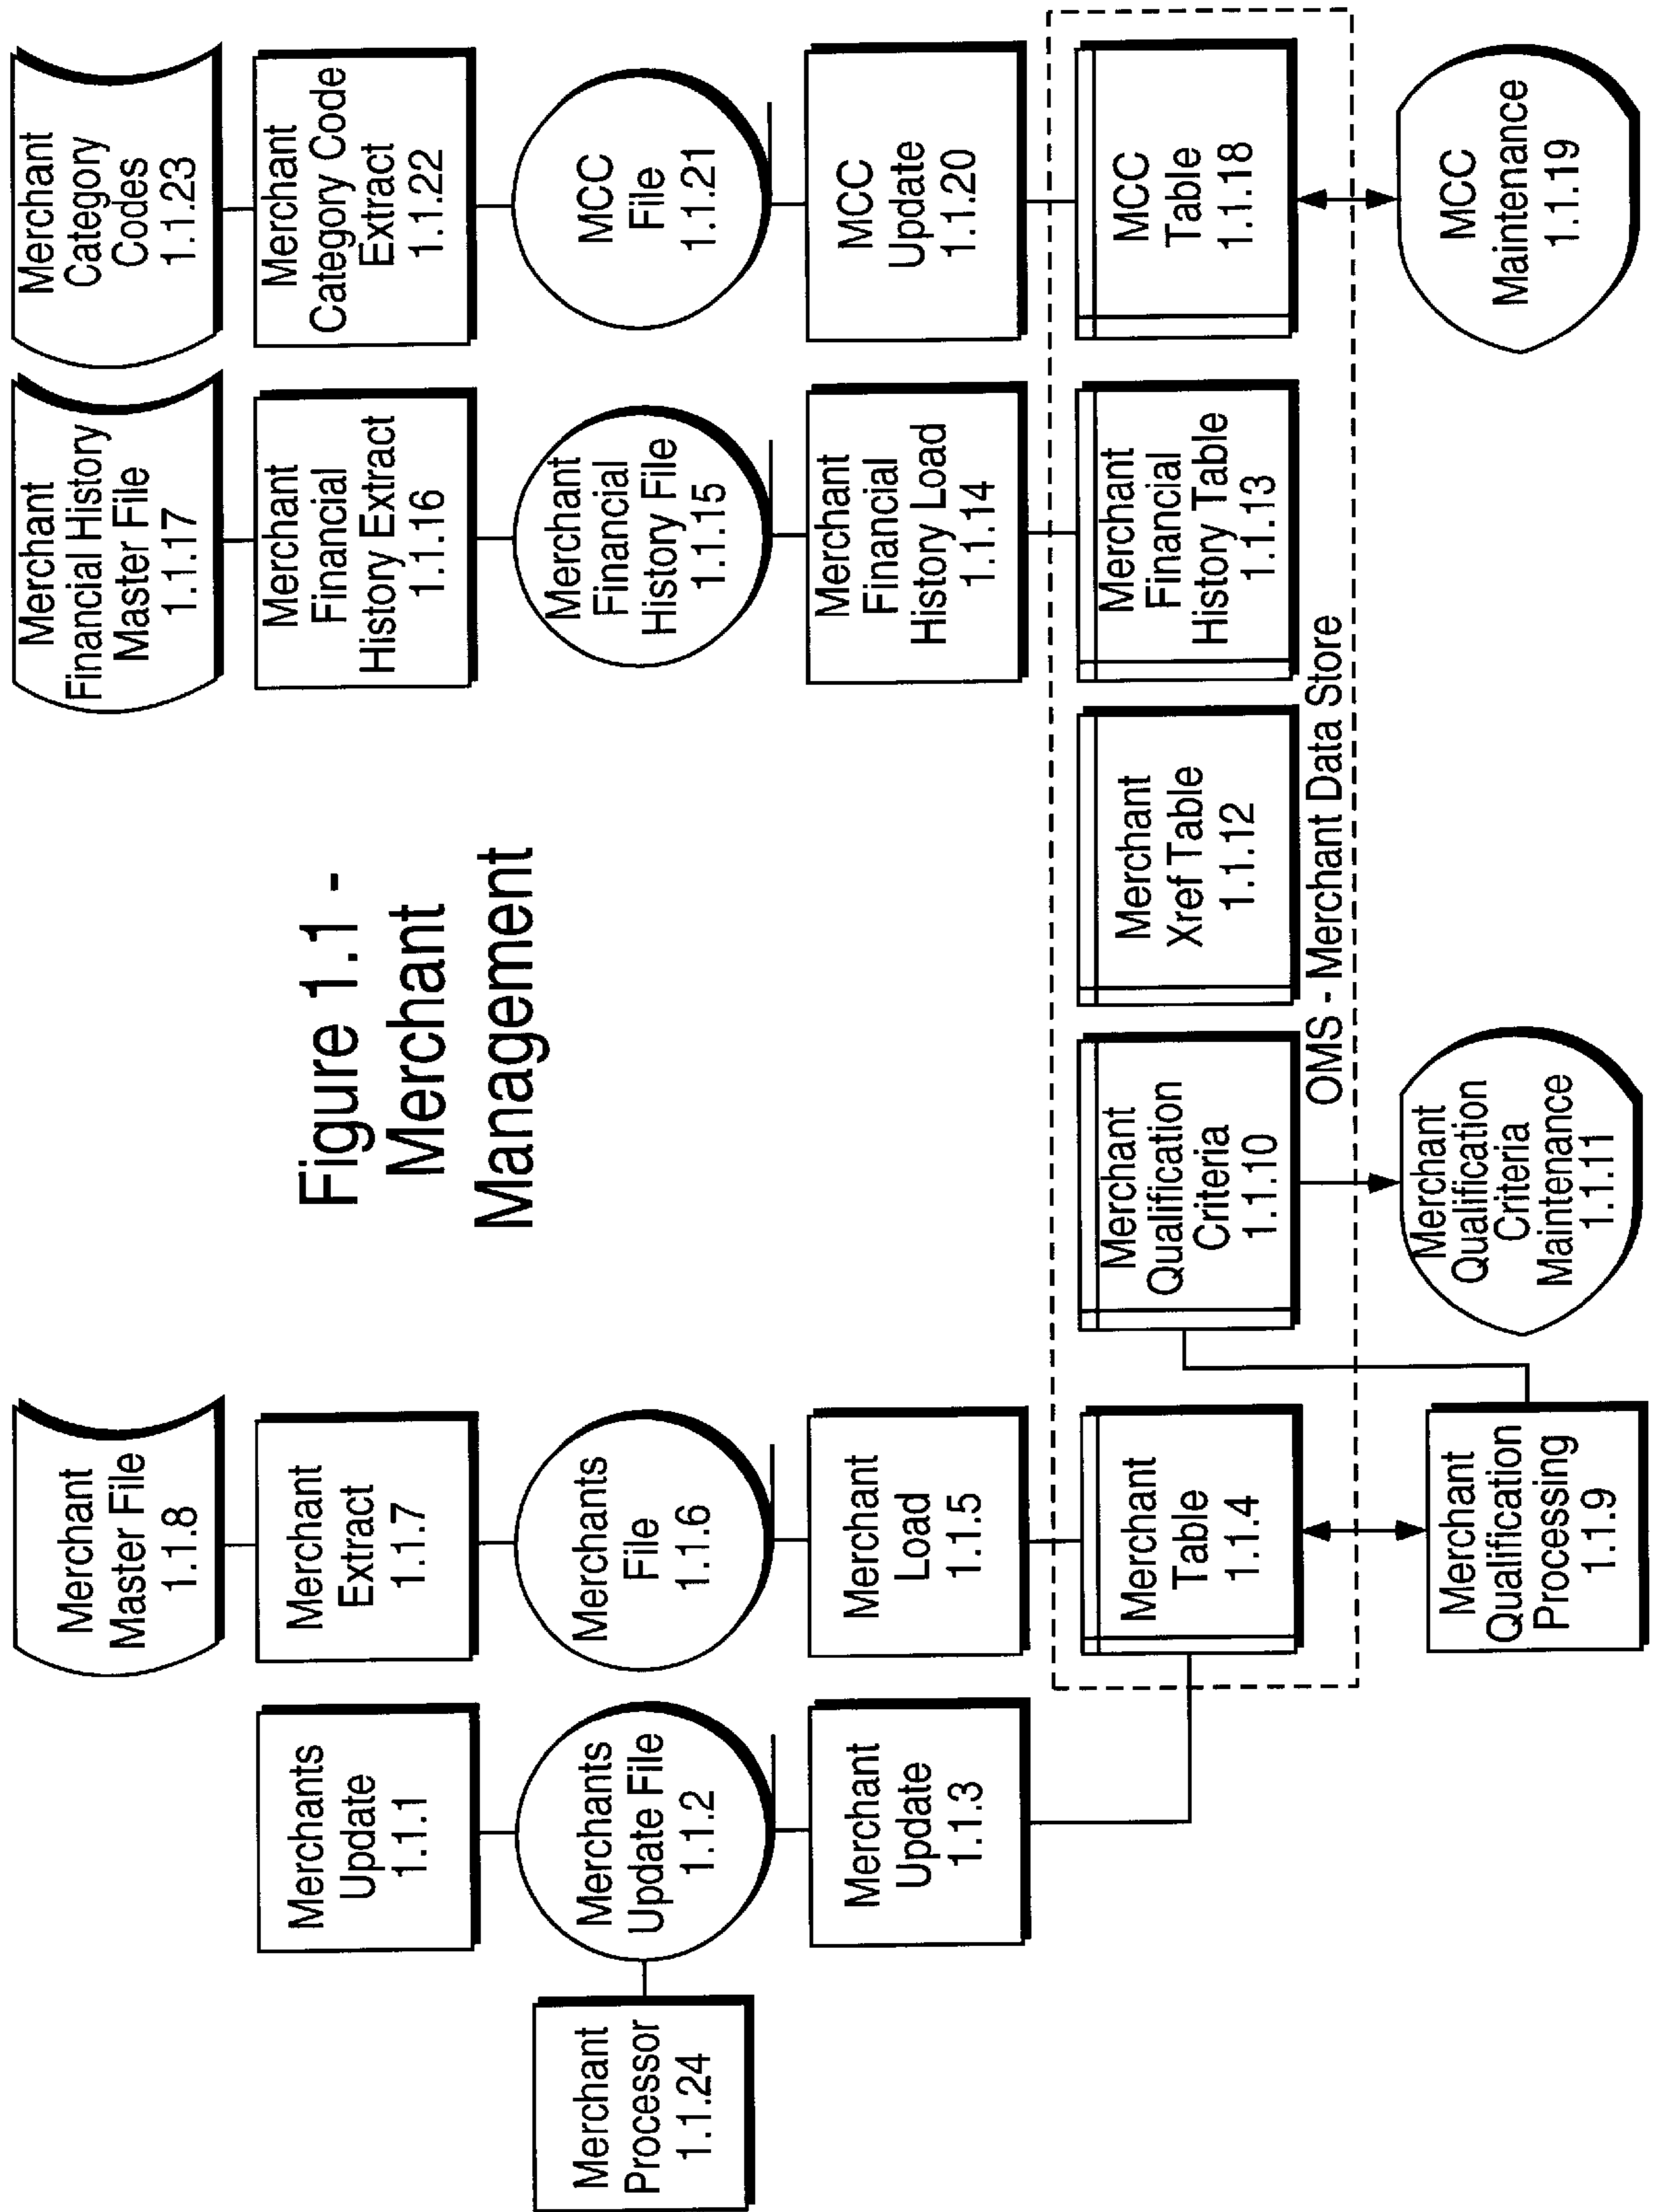 Merchant
Processor
1.1.24
Merchants
Update
1.1.1
Merchants
Update File
1.1.2
Merchant
Update
1.1.3
Merchant
Master File
1.1.8
Merchant
Extract
1.1.7
Merchants
File
1.1.6
Merchant
Load
1.1.5
Merchant
Table
1.1.4
Merchant
Qualification
Processing
1.1.9
Figure 1.1 -
Merchant
Management
Merchant
Qualification
Criteria
1.1.10
Merchant
Qualification
Criteria
Maintenance
1.1.11
Merchant
Xref Table
1.1.12
OMS - Merchant Data Store
Merchant
Financial History
Master File
1.1.17
Merchant
Financial
History Extract
1.1.16
Merchant
Financial
History File
1.1.15
Merchant
Financial
History Load
1.1.14
Merchant
Financial
History Table
1.1.13
Merchant
Category
Codes
1.1.23
Merchant
Category Code
Extract
1.1.22
MCC
File
1.1.21
MCC
Update
1.1.20
MCC
Table
1.1.18
MCC
Maintenance
1.1.19